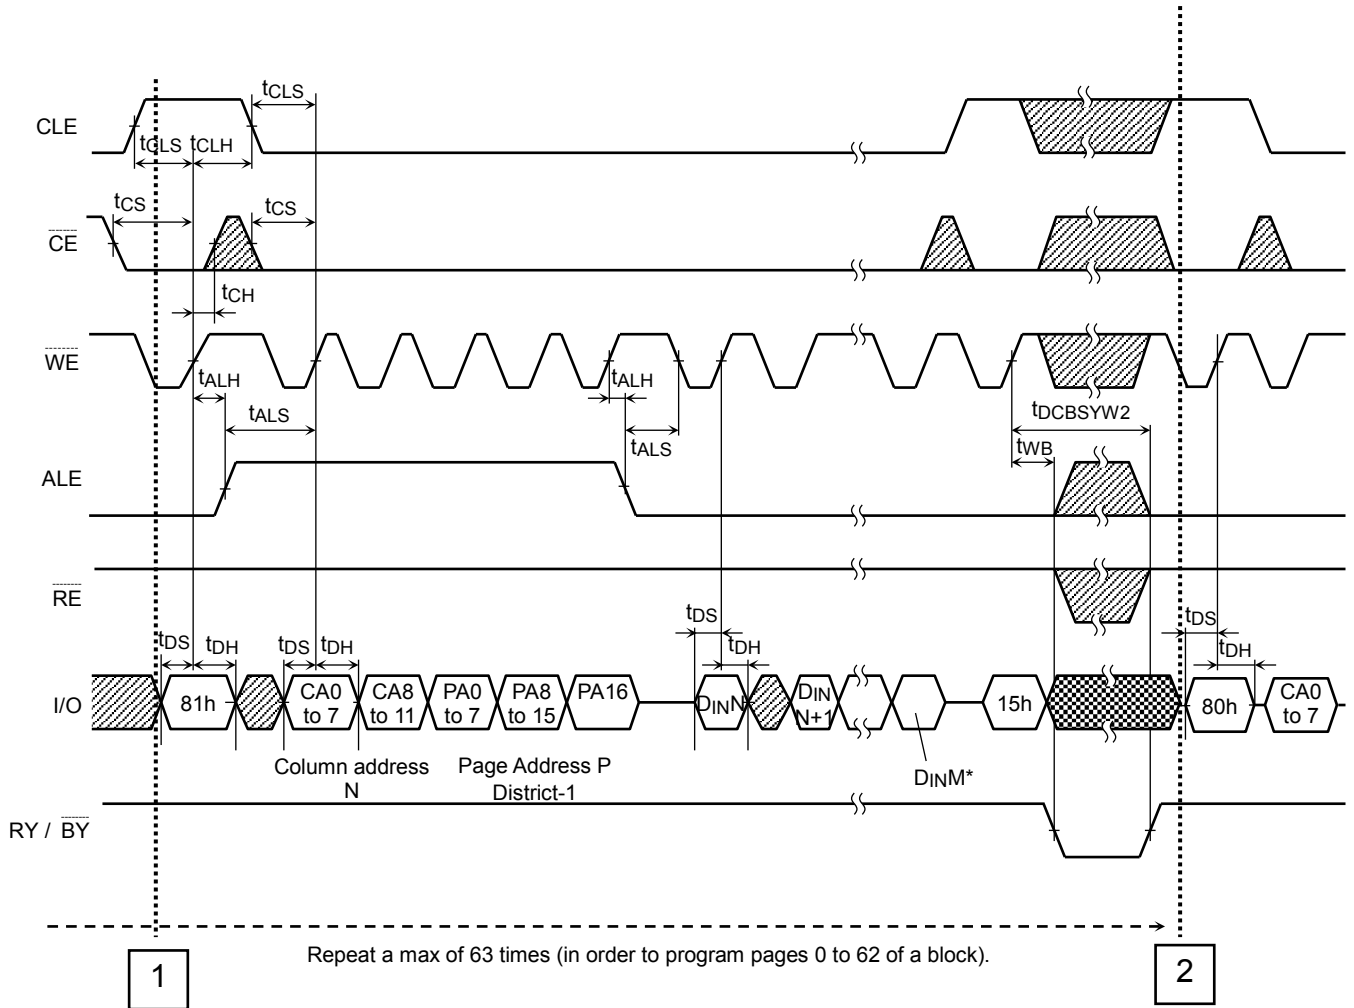 tCLS
CLE
tCLS tCLH
tCS
tCS
CE
tCH
WE
tALH
tALH
tDCBSYW2
tALS
tALS
tWB
ALE
RE
tDS
tDH
tDS
tDH
tDS
tDH
tDS
tDH
I/O
81h
CA0 to 7
CA8 to 11
PA0 to 7
PA8 to 15
PA16
DINN
DIN N+1
15h
80h
CA0 to 7
Column address
N
Page Address P
District-1
DINM*
RY / BY
Repeat a max of 63 times (in order to program pages 0 to 62 of a block).
1
2